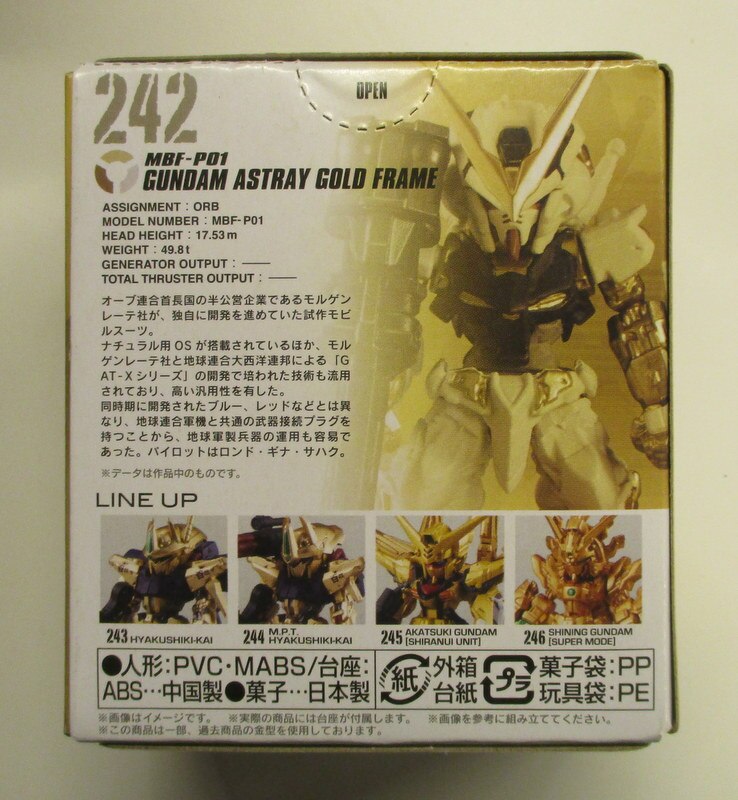 242
OPEN
MBF-P01
GUNDAM ASTRAY GOLD FRAME
ASSIGNMENT : ORB
MODEL NUMBER : MBF-P01
HEAD HEIGHT : 17.53m
WEIGHT : 49.8t
GENERATOR OUTPUT : ——
TOTAL THRUSTER OUTPUT : ——
オーブ連合首長国の半公営企業であるモルゲン
レーテ社が、独自に開発を進めていた試作モビ
ルスーツ。
ナチュラル用OSが搭載されているほか、モル
ゲンレーテ社と地球連合大西洋連邦による「G
AT-Xシリーズ」の開発で培われた技術も流用
されており、高い汎用性を有した。
同時期に開発されたブルー、レッドなどとは異
なり、地球連合軍機と共通の武器接続プラグを
持つことから、地球軍製兵器の運用も容易で
あった。パイロットはロンド・ギナ・サハク。
※データは作品中のものです。
LINE UP
243 HYAKUSHIKI-KAI
244 M.P.T. HYAKUSHIKI-KAI
245 AKATSUKI GUNDAM [SHIRANUI UNIT]
246 SHINING GUNDAM [SUPER MODE]
●人形:PVC・MABS/台座:
ABS…中国製●菓子…日本製
紙 外箱 台紙
プラ 菓子袋:PP 玩具袋:PE
※画像はイメージです。 ※実際の商品には台座が付属します。 ※画像を参考に組み立ててください。
※この商品は一部、過去商品の金型を使用しております。